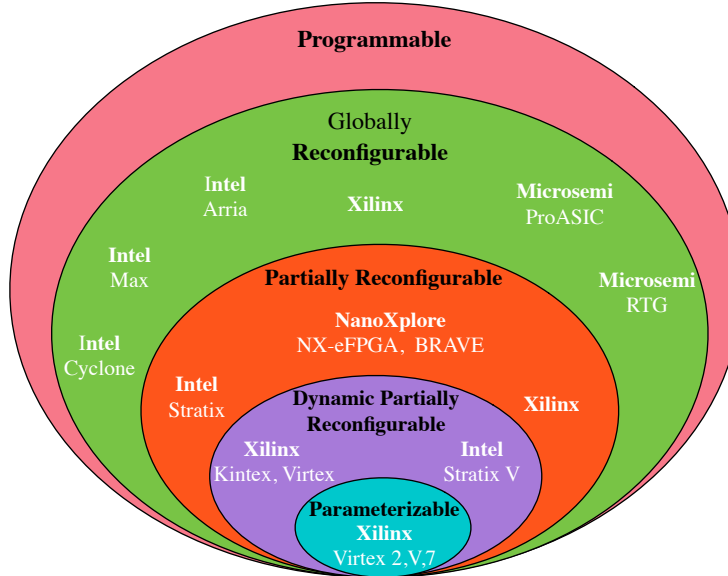 Programmable
Globally
Reconfigurable
Intel
Arria
Xilinx
Microsemi
ProASIC
Intel
Max
Microsemi
RTG
Intel
Cyclone
Partially Reconfigurable
NanoXplore
NX-eFPGA, BRAVE
Intel
Stratix
Xilinx
Dynamic Partially
Reconfigurable
Xilinx
Kintex, Virtex
Intel
Stratix V
Parameterizable
Xilinx
Virtex 2,V,7